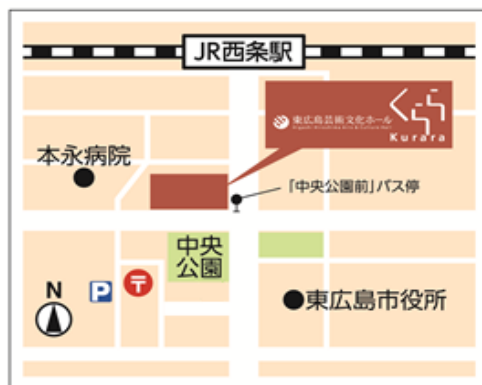 JR西条駅
東広島芸術文化ホール
くらら
Kurara
本永病院
「中央公園前」バス停
中央
公園
N
P
〒
東広島市役所